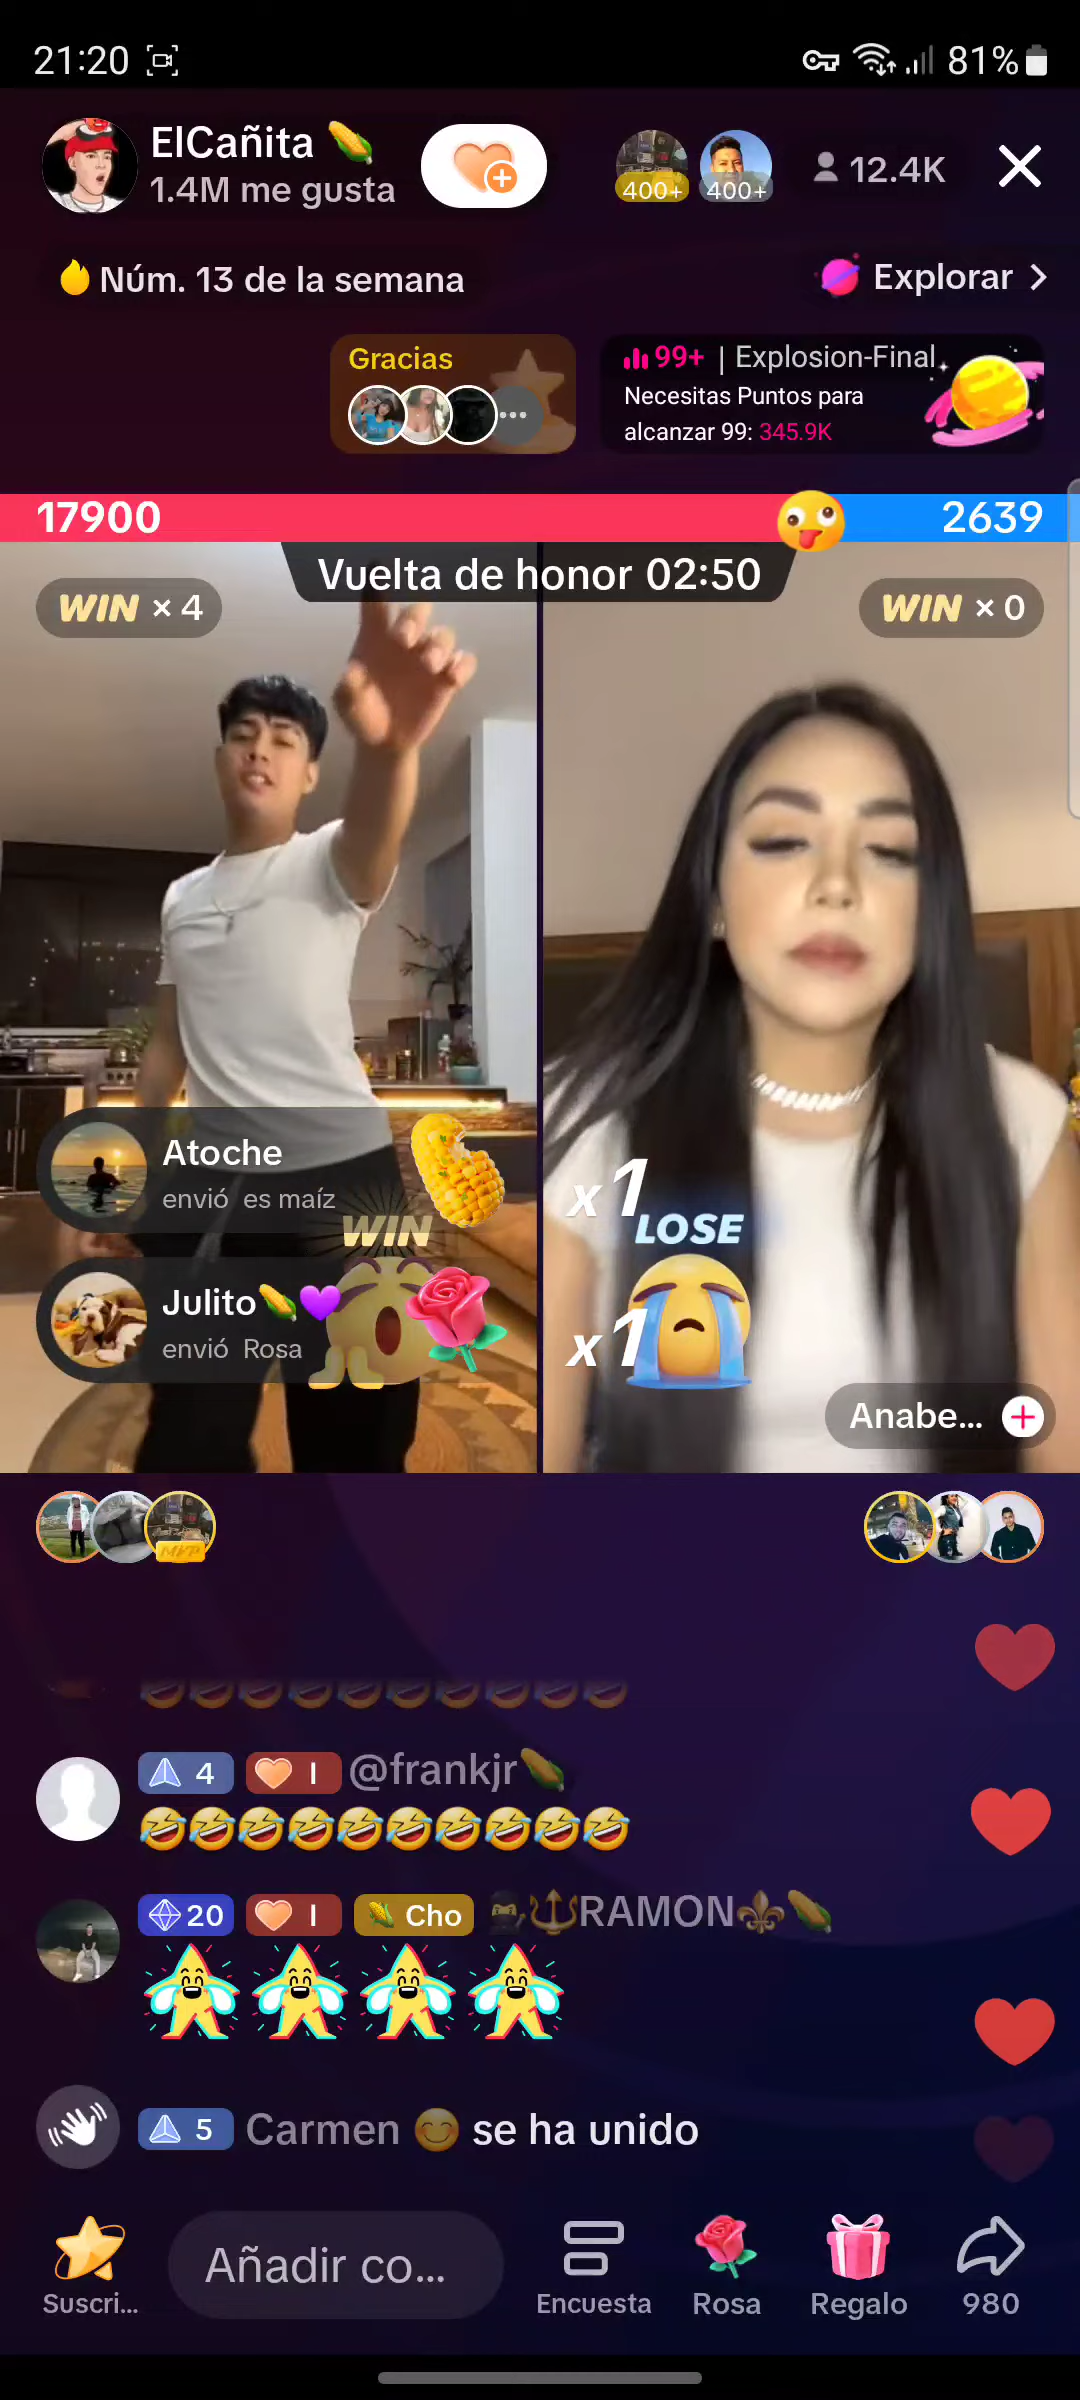 21:20
81%
ElCañita
1.4M me gusta
400+
400+
12.4K
Núm. 13 de la semana
Explorar
Gracias
99+ | Explosion-Final
Necesitas Puntos para
alcanzar 99: 345.9K
17900
2639
Vuelta de honor 02:50
WIN × 4
WIN × 0
Atoche
envió es maíz
x1
WIN
LOSE
Julito
envió Rosa
x1
Anabe...
MVP
4 I @frankjr
20 I Cho RAMON
5 Carmen se ha unido
Suscri...
Añadir co...
Encuesta
Rosa
Regalo
980